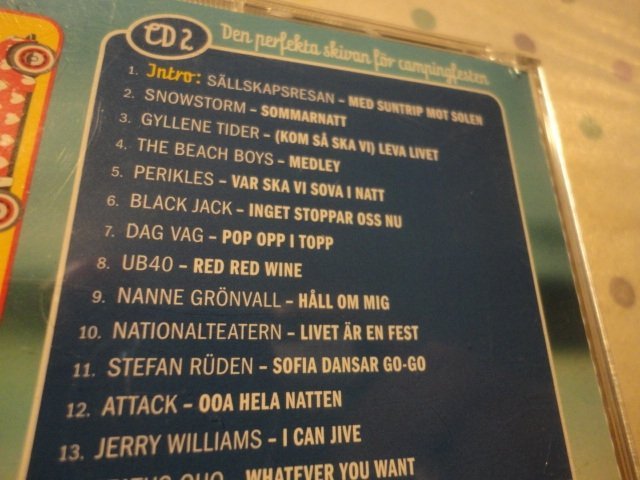 CD 2 Den perfekta skivan för campingfesten
1. Intro: SÄLLSKAPSRESAN – MED SUNTRIP MOT SOLEN
2. SNOWSTORM – SOMMARNATT
3. GYLLENE TIDER – (KOM SÅ SKA VI) LEVA LIVET
4. THE BEACH BOYS – MEDLEY
5. PERIKLES – VAR SKA VI SOVA I NATT
6. BLACK JACK – INGET STOPPAR OSS NU
7. DAG VAG – POP OPP I TOPP
8. UB40 – RED RED WINE
9. NANNE GRÖNVALL – HÅLL OM MIG
10. NATIONALTEATERN – LIVET ÄR EN FEST
11. STEFAN RÜDEN – SOFIA DANSAR GO-GO
12. ATTACK – OOA HELA NATTEN
13. JERRY WILLIAMS – I CAN JIVE
QUO – WHATEVER YOU WANT